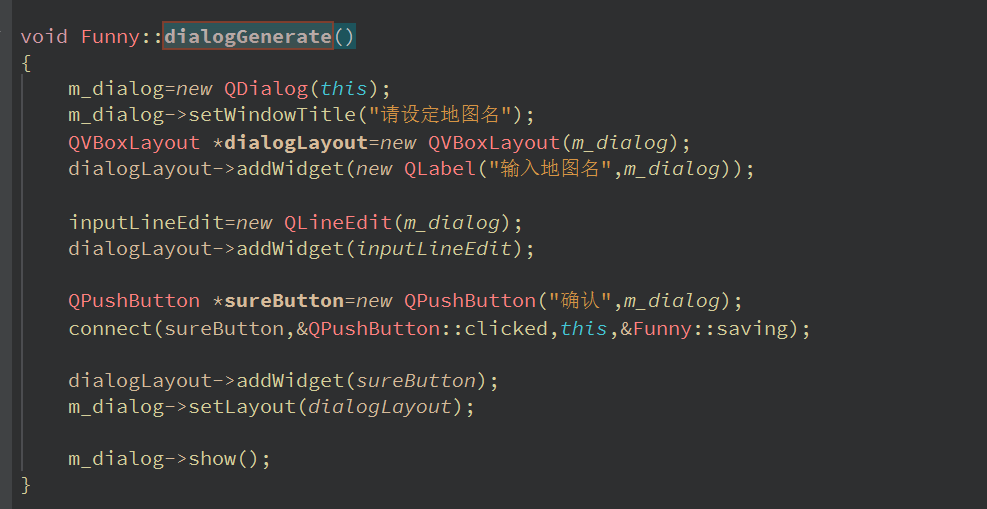 void Funny::dialogGenerate()
{
    m_dialog=new QDialog(this);
    m_dialog->setWindowTitle("请设定地图名");
    QVBoxLayout *dialogLayout=new QVBoxLayout(m_dialog);
    dialogLayout->addWidget(new QLabel("输入地图名",m_dialog));

    inputLineEdit=new QLineEdit(m_dialog);
    dialogLayout->addWidget(inputLineEdit);

    QPushButton *sureButton=new QPushButton("确认",m_dialog);
    connect(sureButton,&QPushButton::clicked,this,&Funny::saving);

    dialogLayout->addWidget(sureButton);
    m_dialog->setLayout(dialogLayout);

    m_dialog->show();
}